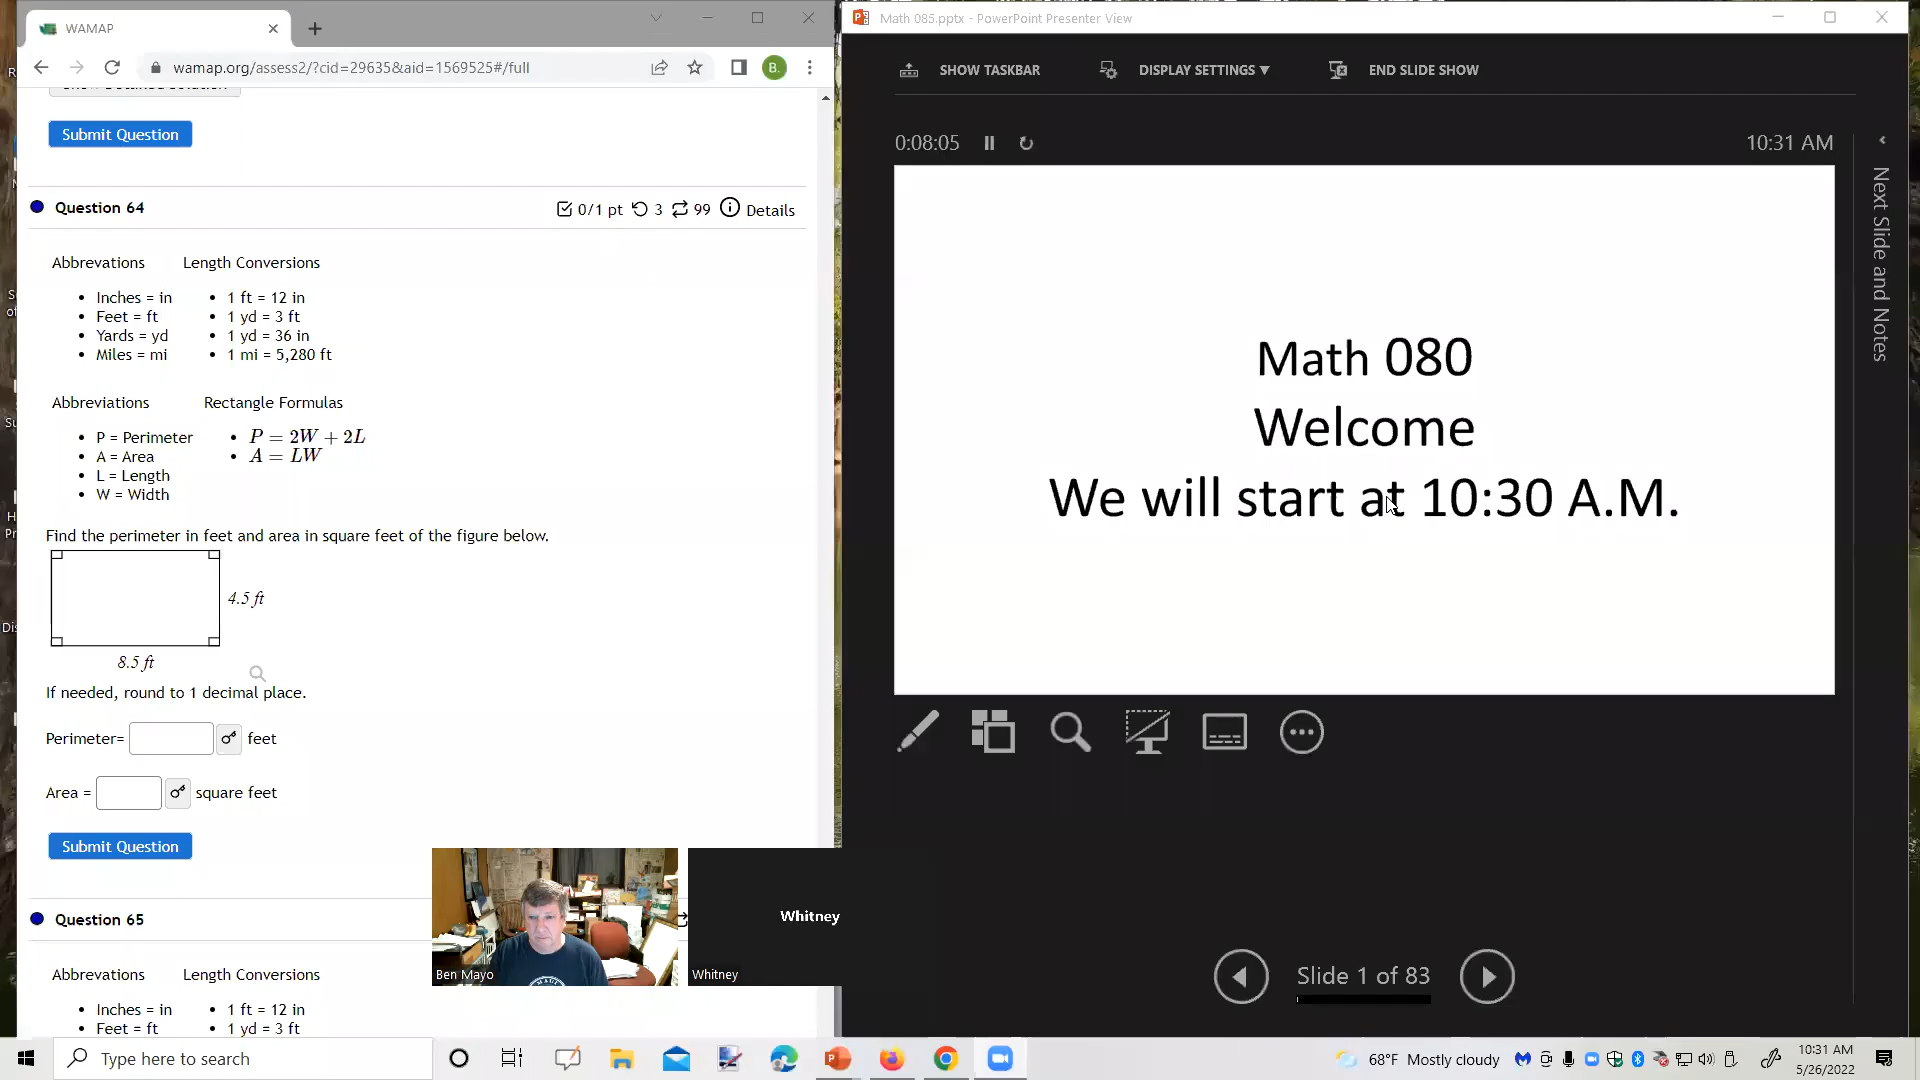 WAMAP
wamap.org/assess2/?cid=29635&aid=1569525#/full
B.
Submit Question
Question 64
0/1 pt 3 99 Details
Abbrevations Length Conversions
Inches = in 1 ft = 12 in
Feet = ft 1 yd = 3 ft
Yards = yd 1 yd = 36 in
Miles = mi 1 mi = 5,280 ft
Abbreviations Rectangle Formulas
P = Perimeter P = 2W + 2L
A = Area A = LW
L = Length
W = Width
Find the perimeter in feet and area in square feet of the figure below.
4.5 ft
8.5 ft
If needed, round to 1 decimal place.
Perimeter= feet
Area = square feet
Submit Question
Question 65
Abbrevations Length Conversions
Inches = in 1 ft = 12 in
Feet = ft 1 yd = 3 ft
Ben Mayo
Whitney
Whitney
Math 085.pptx - PowerPoint Presenter View
SHOW TASKBAR DISPLAY SETTINGS END SLIDE SHOW
0:08:05 10:31 AM
Math 080
Welcome
We will start at 10:30 A.M.
Next Slide and Notes
Slide 1 of 83
Type here to search
68°F Mostly cloudy
10:31 AM
5/26/2022